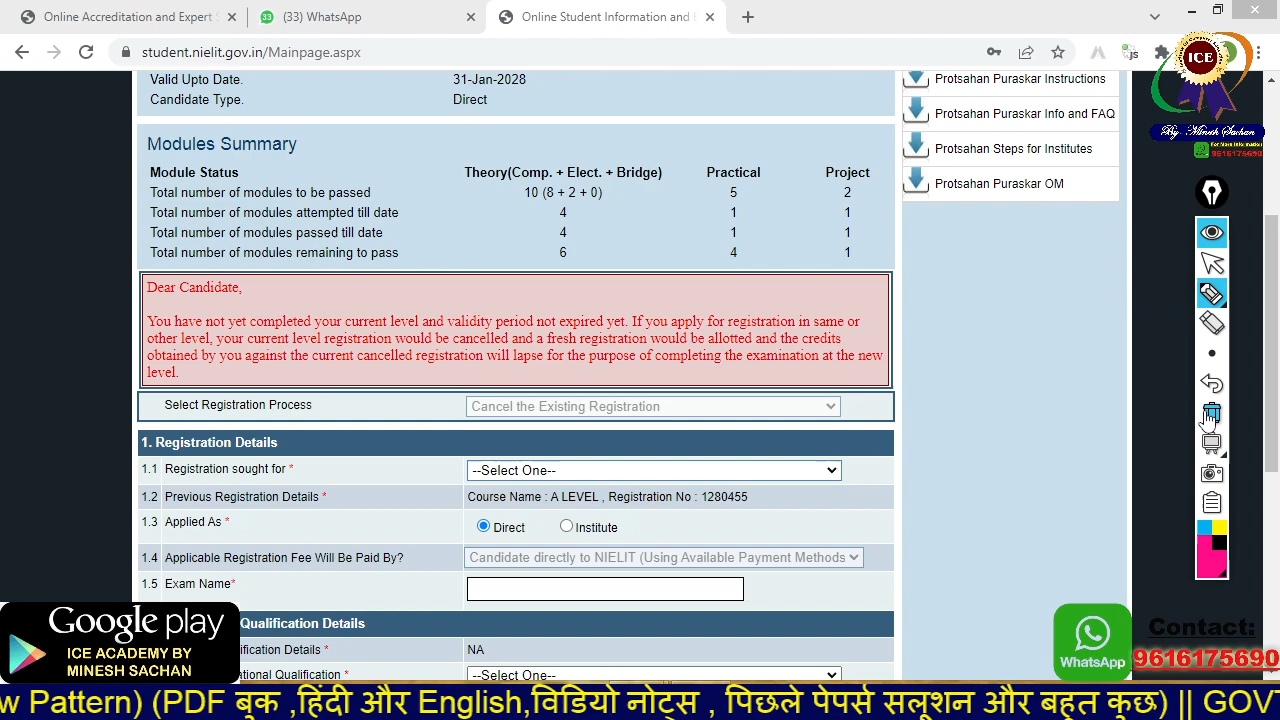 Online Accreditation and Expert S
(33) WhatsApp
Online Student Information and E
student.nielit.gov.in/Mainpage.aspx
Valid Upto Date. 31-Jan-2028
Candidate Type. Direct
Protsahan Puraskar Instructions
Protsahan Puraskar Info and FAQ
Protsahan Steps for Institutes
Protsahan Puraskar OM
ICE
By - Minesh Sachan
For More Information
9616175690
Modules Summary
Module Status Theory(Comp. + Elect. + Bridge) Practical Project
Total number of modules to be passed 10 (8 + 2 + 0) 5 2
Total number of modules attempted till date 4 1 1
Total number of modules passed till date 4 1 1
Total number of modules remaining to pass 6 4 1
Dear Candidate,
You have not yet completed your current level and validity period not expired yet. If you apply for registration in same or
other level, your current level registration would be cancelled and a fresh registration would be allotted and the credits
obtained by you against the current cancelled registration will lapse for the purpose of completing the examination at the new
level.
Select Registration Process Cancel the Existing Registration
1. Registration Details
1.1 Registration sought for * --Select One--
1.2 Previous Registration Details * Course Name : A LEVEL , Registration No : 1280455
1.3 Applied As * Direct Institute
1.4 Applicable Registration Fee Will Be Paid By? Candidate directly to NIELIT (Using Available Payment Methods
1.5 Exam Name*
Qualification Details
ification Details * NA
tional Qualification * --Select One--
Google play
ICE ACADEMY BY
MINESH SACHAN
WhatsApp
Contact:
9616175690
w Pattern) (PDF बुक ,हिंदी और English,विडियो नोट्स , पिछले पेपर्स सलूशन और बहुत कुछ) || GOVT